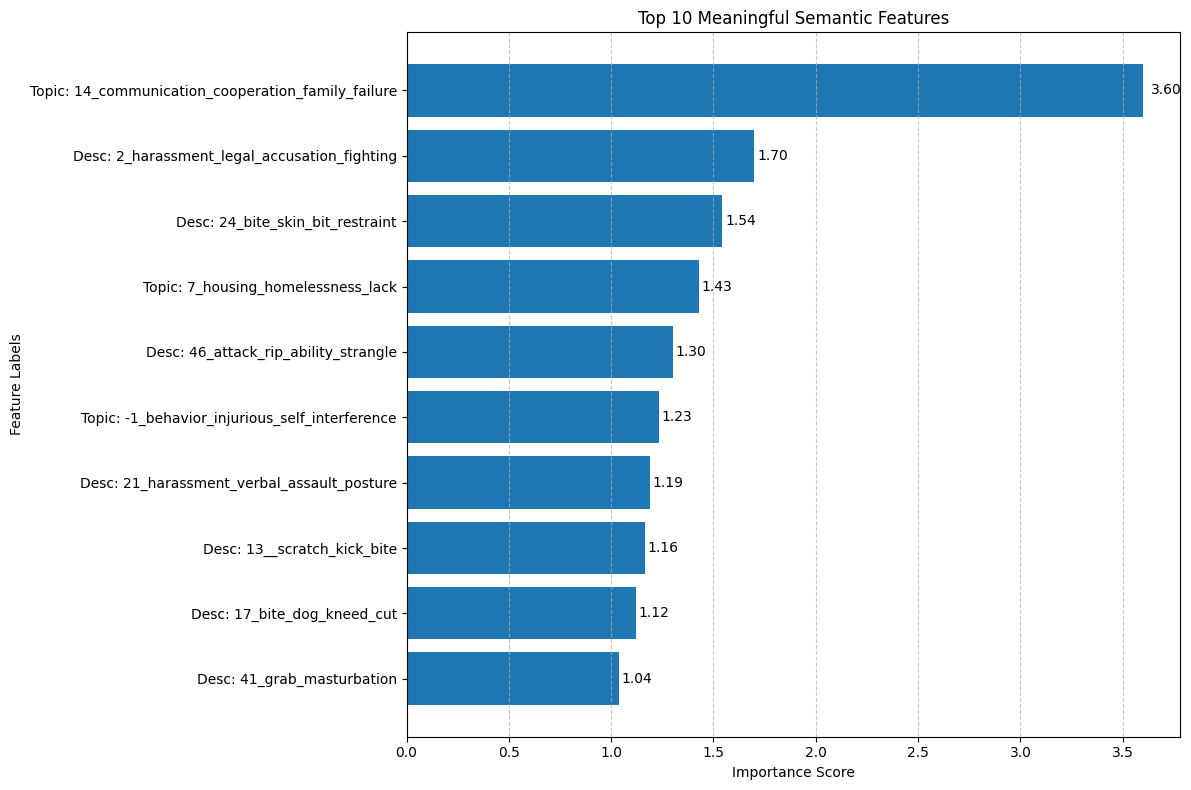 Top 10 Meaningful Semantic Features
Feature Labels
Topic: 14_communication_cooperation_family_failure 3.60
Desc: 2_harassment_legal_accusation_fighting 1.70
Desc: 24_bite_skin_bit_restraint 1.54
Topic: 7_housing_homelessness_lack 1.43
Desc: 46_attack_rip_ability_strangle 1.30
Topic: -1_behavior_injurious_self_interference 1.23
Desc: 21_harassment_verbal_assault_posture 1.19
Desc: 13__scratch_kick_bite 1.16
Desc: 17_bite_dog_kneed_cut 1.12
Desc: 41_grab_masturbation 1.04
0.0 0.5 1.0 1.5 2.0 2.5 3.0 3.5
Importance Score